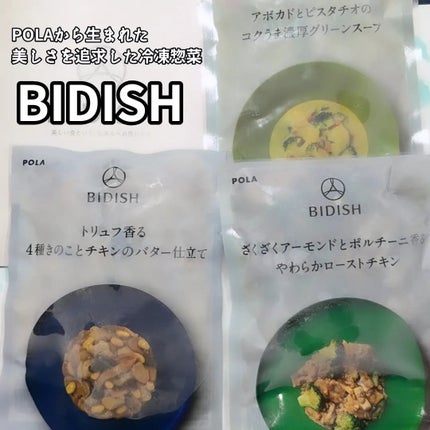 POLAから生まれた
美しさを追求した冷凍惣菜
BIDISH
アボカドとピスタチオの
コクうま濃厚グリーンスープ
POLA
BIDISH
トリュフ香る
4種きのことチキンのバター仕立て
POLA
BIDISH
ざくざくアーモンドとポルチーニ香る
やわらかローストチキン